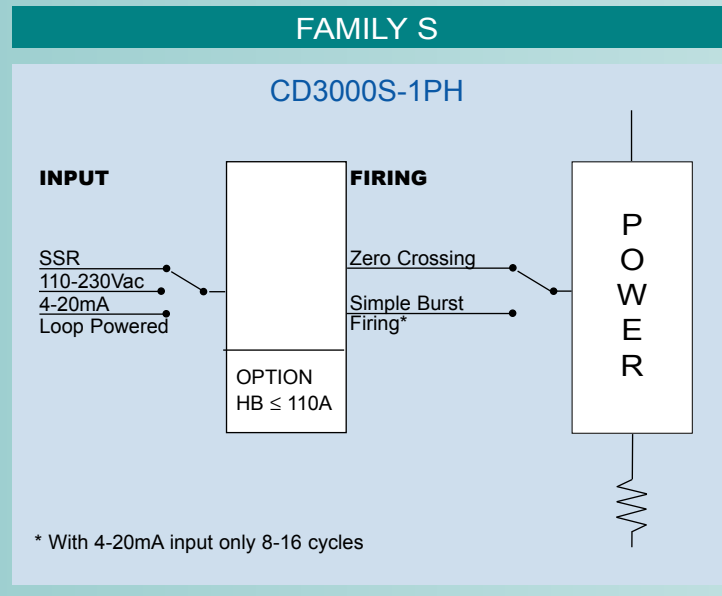 FAMILY S
CD3000S-1PH
INPUT
FIRING
SSR
110-230Vac
4-20mA
Loop Powered
Zero Crossing
Simple Burst
Firing*
OPTION
HB ≤ 110A
P
O
W
E
R
* With 4-20mA input only 8-16 cycles